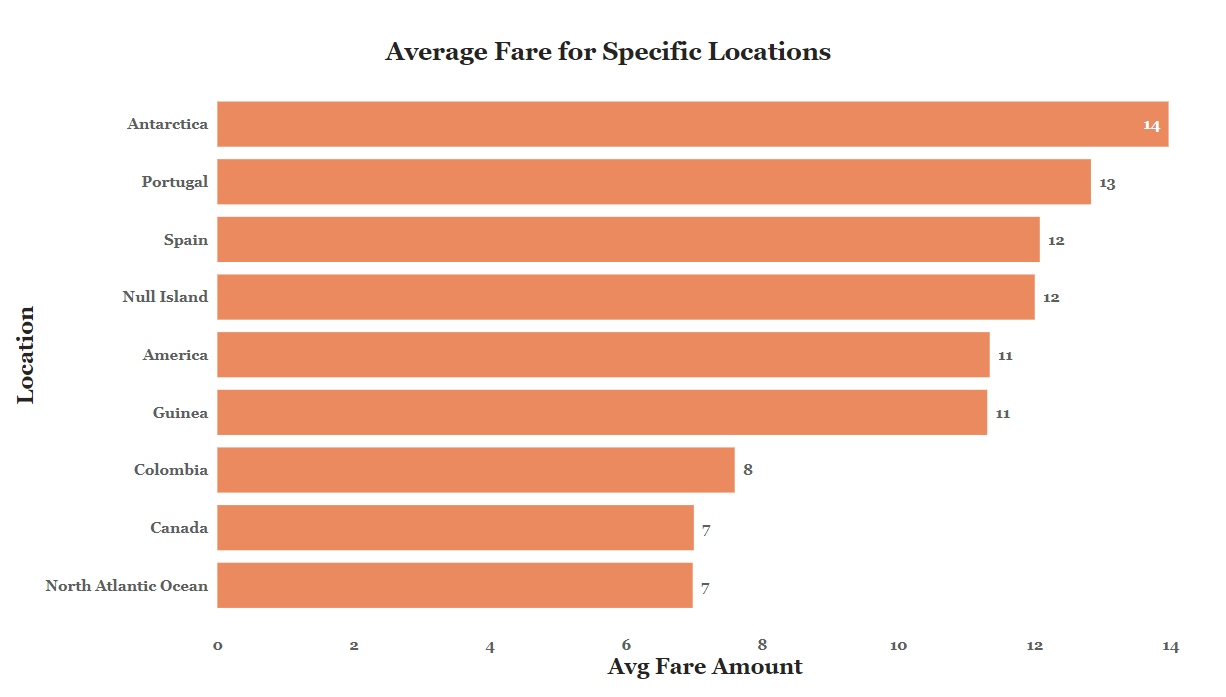 Average Fare for Specific Locations
Antarctica 14
Portugal 13
Spain 12
Null Island 12
Location
America 11
Guinea 11
Colombia 8
Canada 7
North Atlantic Ocean 7
0 2 4 6 8 10 12 14
Avg Fare Amount